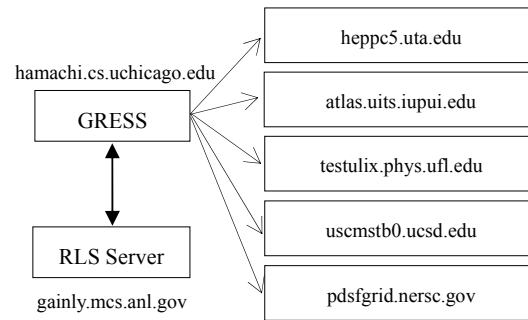 hamachi.cs.uchicago.edu
GRESS
RLS Server
gainly.mcs.anl.gov
heppc5.uta.edu
atlas.uits.iupui.edu
testulix.phys.ufl.edu
uscmstb0.ucsd.edu
pdsfgrid.nersc.gov